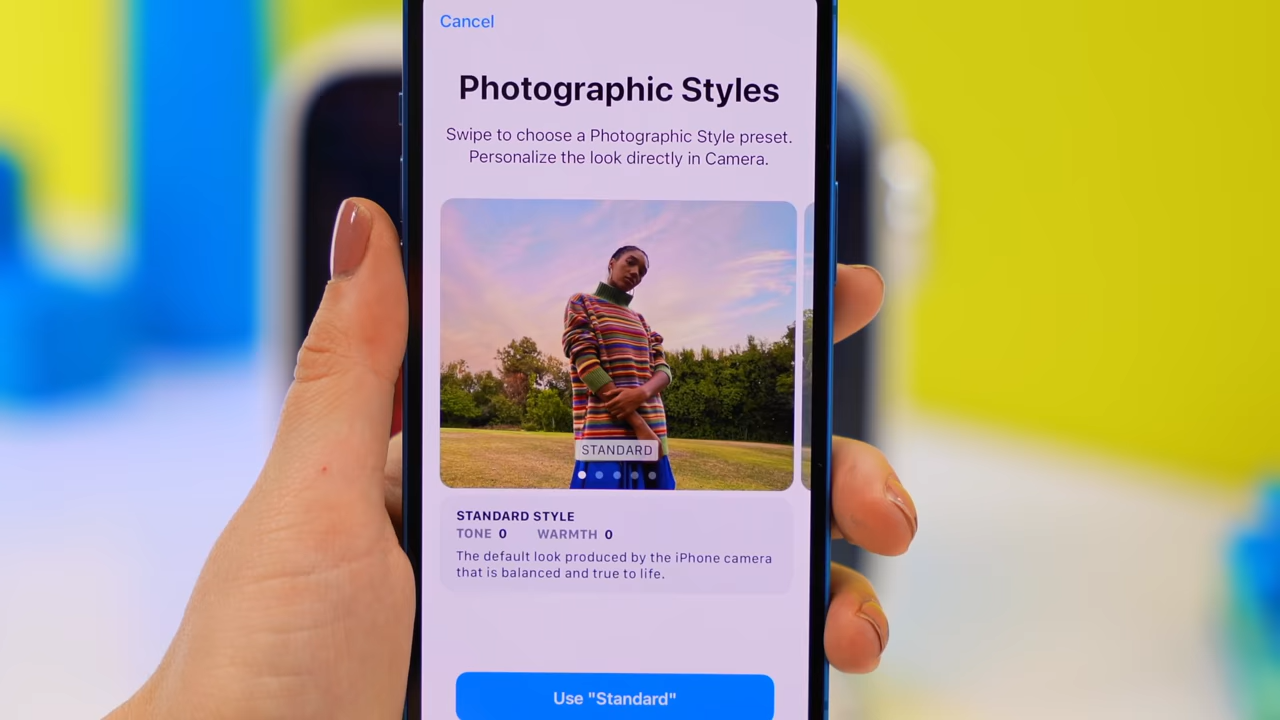 Cancel
Photographic Styles
Swipe to choose a Photographic Style preset.
Personalize the look directly in Camera.
STANDARD
STANDARD STYLE
TONE 0 WARMTH 0
The default look produced by the iPhone camera
that is balanced and true to life.
Use "Standard"